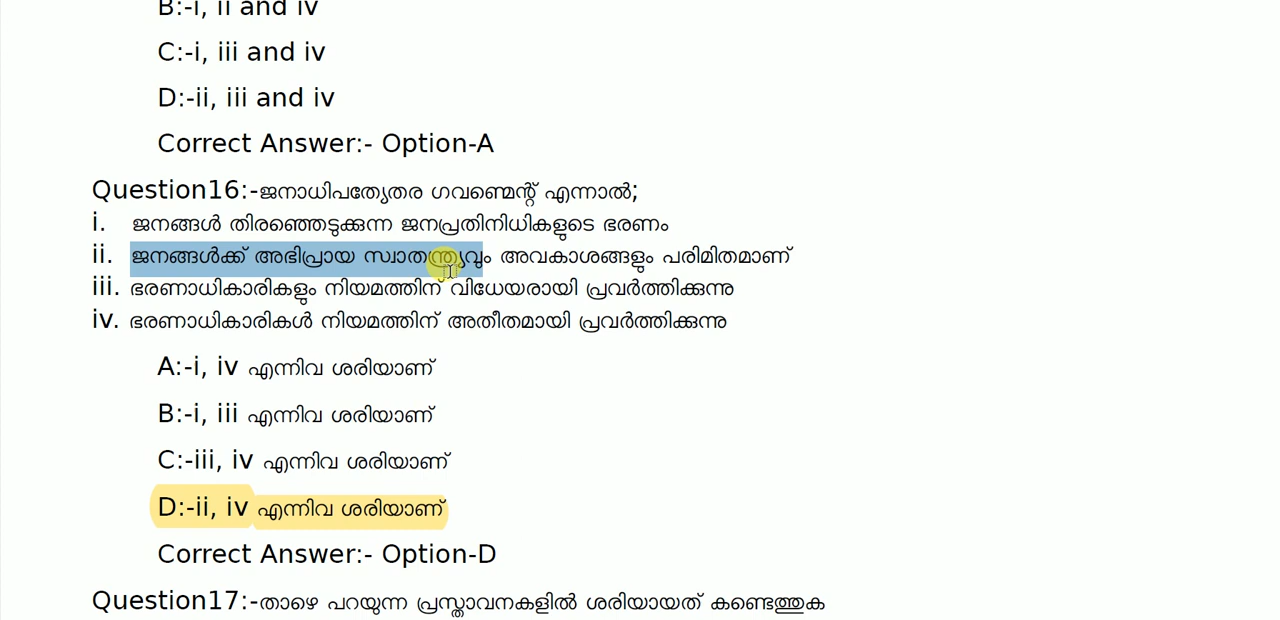 B:-i, ii and iv
C:-i, iii and iv
D:-ii, iii and iv
Correct Answer:- Option-A
Question16:-ജനാധിപത്യേതര ഗവണ്മെന്റ് എന്നാൽ;
i. ജനങ്ങൾ തിരഞ്ഞെടുക്കുന്ന ജനപ്രതിനിധികളുടെ ഭരണം
ii. ജനങ്ങൾക്ക് അഭിപ്രായ സ്വാതന്ത്ര്യവും അവകാശങ്ങളും പരിമിതമാണ്
iii. ഭരണാധികാരികളും നിയമത്തിന് വിധേയരായി പ്രവർത്തിക്കുന്നു
iv. ഭരണാധികാരികൾ നിയമത്തിന് അതീതമായി പ്രവർത്തിക്കുന്നു
A:-i, iv എന്നിവ ശരിയാണ്
B:-i, iii എന്നിവ ശരിയാണ്
C:-iii, iv എന്നിവ ശരിയാണ്
D:-ii, iv എന്നിവ ശരിയാണ്
Correct Answer:- Option-D
Question17:-താഴെ പറയുന്ന പ്രസ്താവനകളിൽ ശരിയായത് കണ്ടെത്തുക